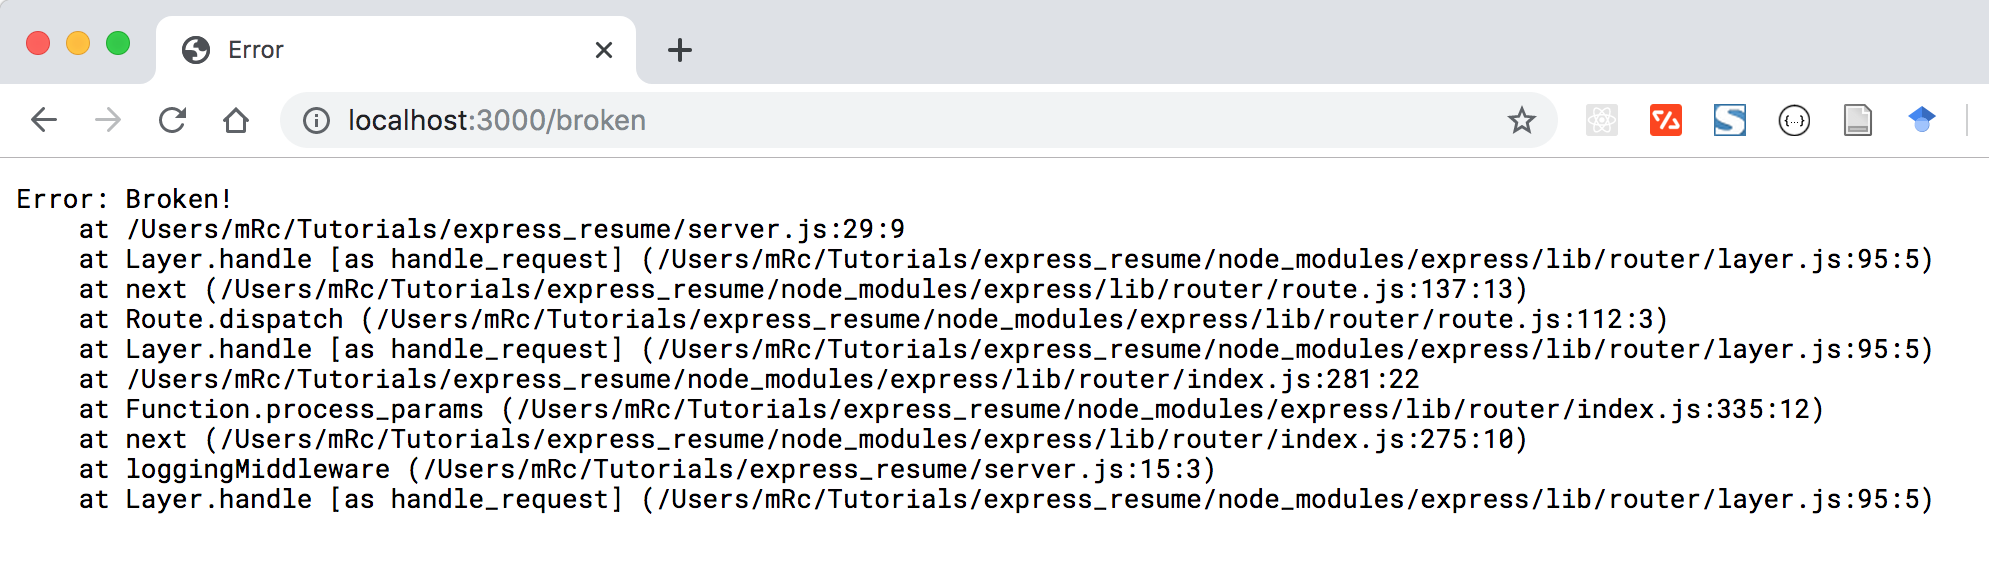 Error
localhost:3000/broken
{...}
Error: Broken!
at /Users/mRc/Tutorials/express_resume/server.js:29:9
at Layer.handle [as handle_request] (/Users/mRc/Tutorials/express_resume/node_modules/express/lib/router/layer.js:95:5)
at next (/Users/mRc/Tutorials/express_resume/node_modules/express/lib/router/route.js:137:13)
at Route.dispatch (/Users/mRc/Tutorials/express_resume/node_modules/express/lib/router/route.js:112:3)
at Layer.handle [as handle_request] (/Users/mRc/Tutorials/express_resume/node_modules/express/lib/router/layer.js:95:5)
at /Users/mRc/Tutorials/express_resume/node_modules/express/lib/router/index.js:281:22
at Function.process_params (/Users/mRc/Tutorials/express_resume/node_modules/express/lib/router/index.js:335:12)
at next (/Users/mRc/Tutorials/express_resume/node_modules/express/lib/router/index.js:275:10)
at loggingMiddleware (/Users/mRc/Tutorials/express_resume/server.js:15:3)
at Layer.handle [as handle_request] (/Users/mRc/Tutorials/express_resume/node_modules/express/lib/router/layer.js:95:5)